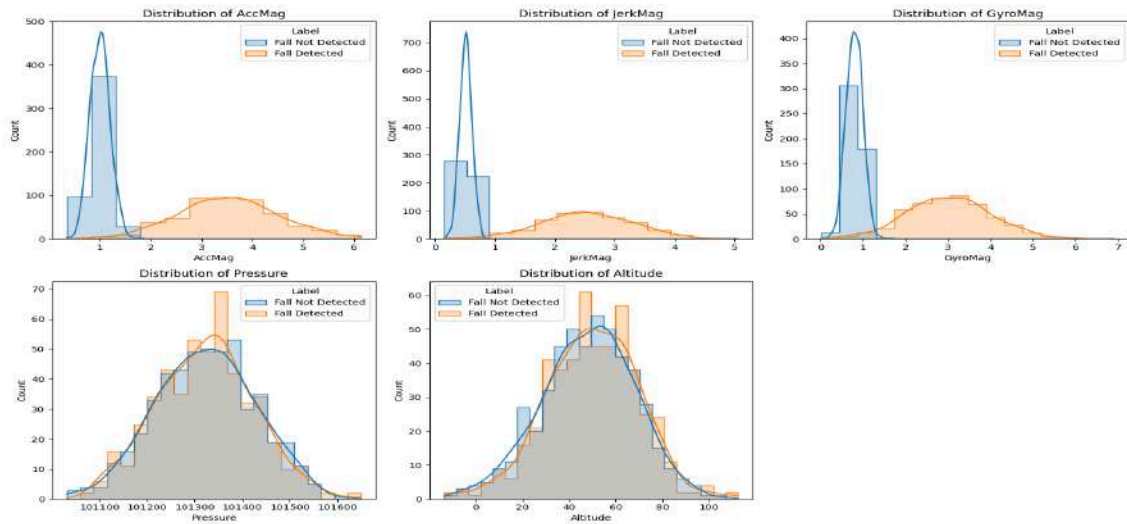 Distribution of AccMag
500
400
300
200
100
0
Count
1 2 3 4 5 6
AccMag
Label
Fall Not Detected
Fall Detected
Distribution of JerkMag
700
600
500
400
300
200
100
0
Count
0 1 2 3 4 5
JerkMag
Label
Fall Not Detected
Fall Detected
Distribution of GyroMag
400
350
300
250
200
150
100
50
0
Count
0 1 2 3 4 5 6 7
GyroMag
Label
Fall Not Detected
Fall Detected
Distribution of Pressure
70
60
50
40
30
20
10
0
Count
101100 101200 101300 101400 101500 101600
Pressure
Label
Fall Not Detected
Fall Detected
Distribution of Altitude
60
50
40
30
20
10
0
Count
0 20 40 60 80 100
Altitude
Label
Fall Not Detected
Fall Detected